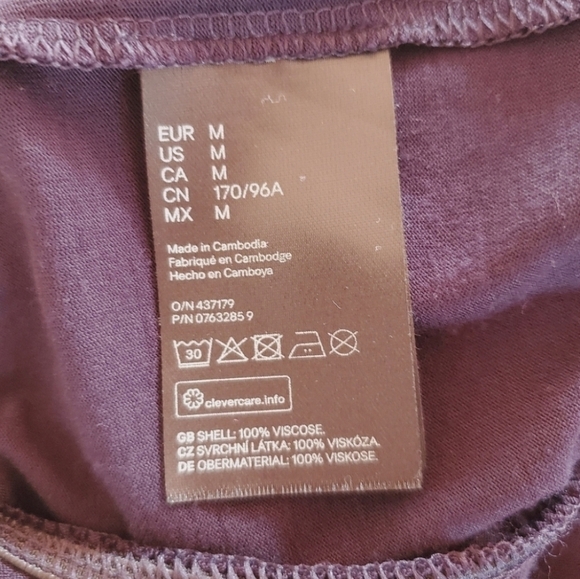 EUR M
US M
CA M
CN 170/96A
MX M
Made in Cambodia
Fabriqué en Cambodge
Hecho en Camboya
O/N 437179
P/N 0763285 9
30
clevercare.info
GB SHELL: 100% VISCOSE.
CZ SVRCHNÍ LÁTKA: 100% VISKÓZA.
DE OBERMATERIAL: 100% VISKOSE.